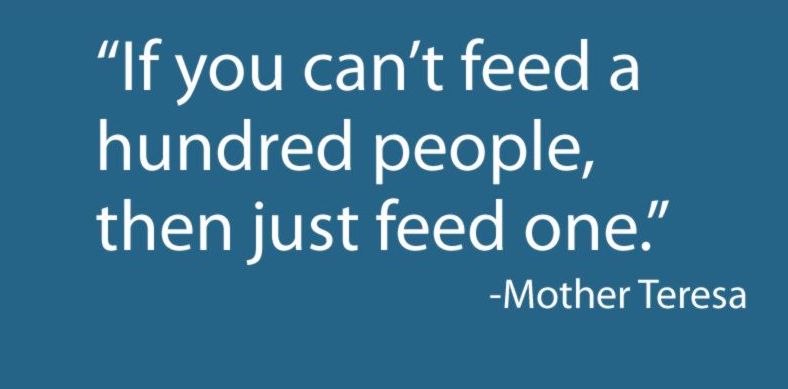 “If you can’t feed a
hundred people,
then just feed one.”
-Mother Teresa